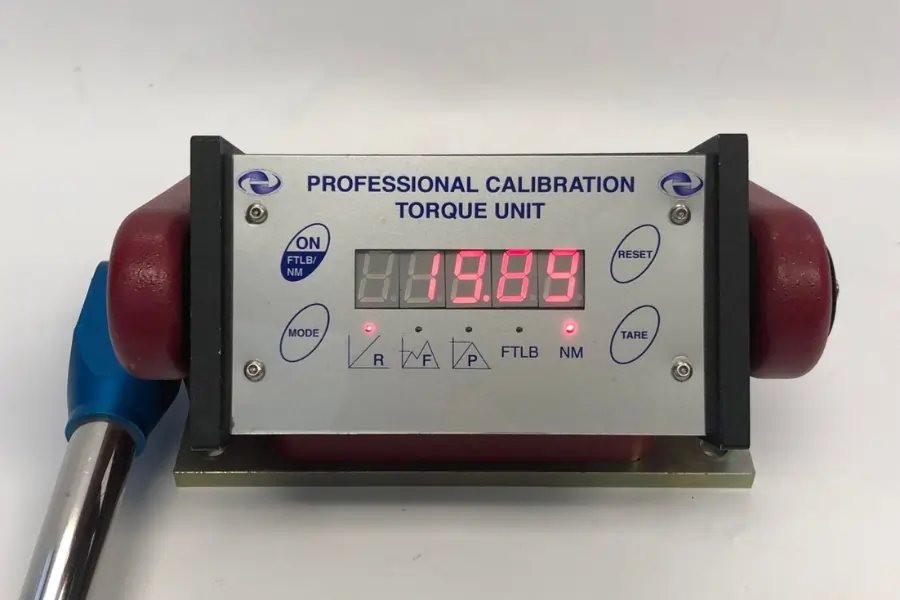 PROFESSIONAL CALIBRATION
TORQUE UNIT
ON
FTLB/
NM
19.89
RESET
MODE
TARE
R
F
P
FTLB
NM